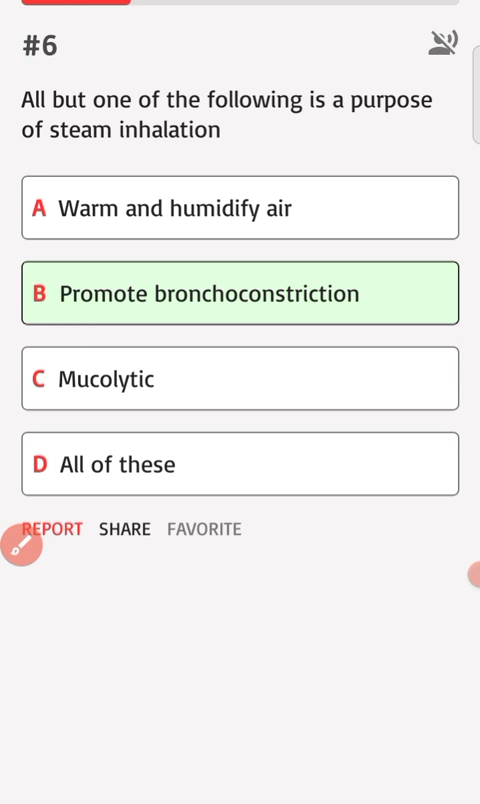 #6
All but one of the following is a purpose
of steam inhalation
A Warm and humidify air
B Promote bronchoconstriction
C Mucolytic
D All of these
REPORT SHARE FAVORITE